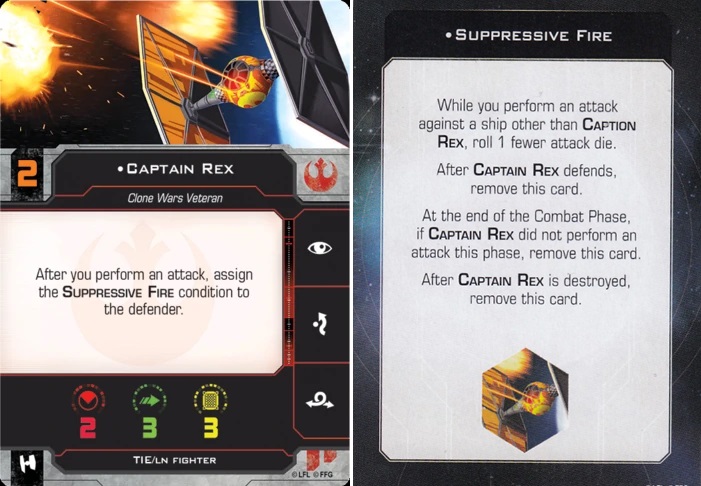 2
•CAPTAIN REX
Clone Wars Veteran
After you perform an attack, assign
the SUPPRESSIVE FIRE condition to
the defender.
2 3 3
TIE/LN FIGHTER
©LFL ©FFG
•SUPPRESSIVE FIRE
While you perform an attack
against a ship other than CAPTION
REX, roll 1 fewer attack die.
After CAPTAIN REX defends,
remove this card.
At the end of the Combat Phase,
if CAPTAIN REX did not perform an
attack this phase, remove this card.
After CAPTAIN REX is destroyed,
remove this card.